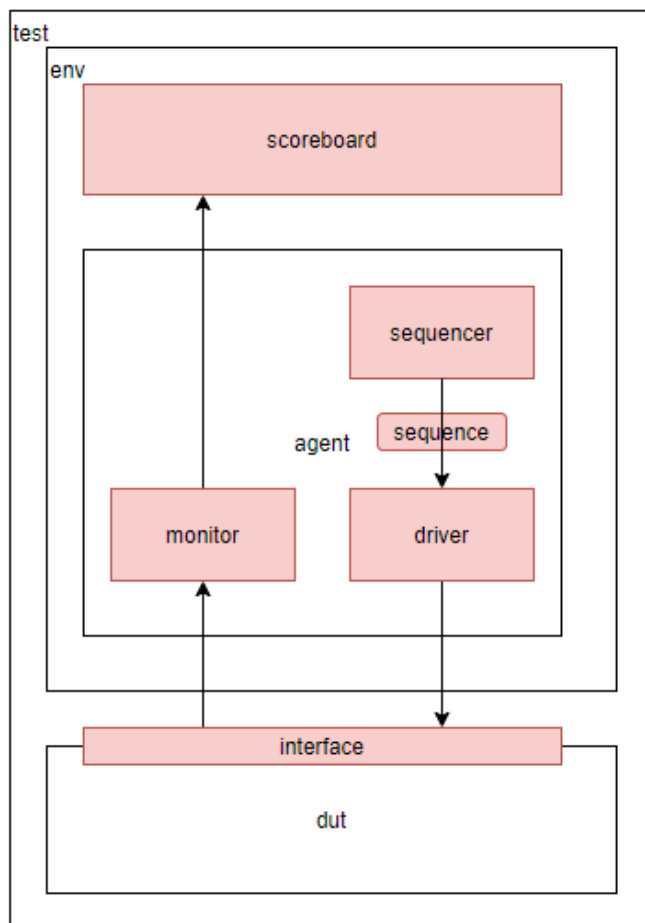 test
env
scoreboard
sequencer
sequence
agent
monitor
driver
interface
dut